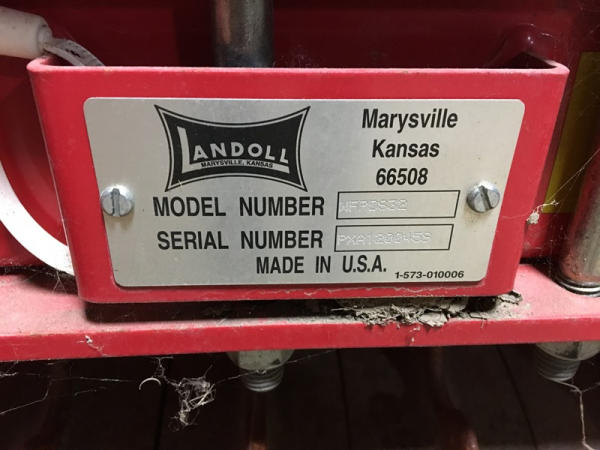 LANDOLL
MARYSVILLE, KANSAS
Marysville
Kansas
66508
MODEL NUMBER
SERIAL NUMBER
MADE IN U.S.A.
1-573-010006